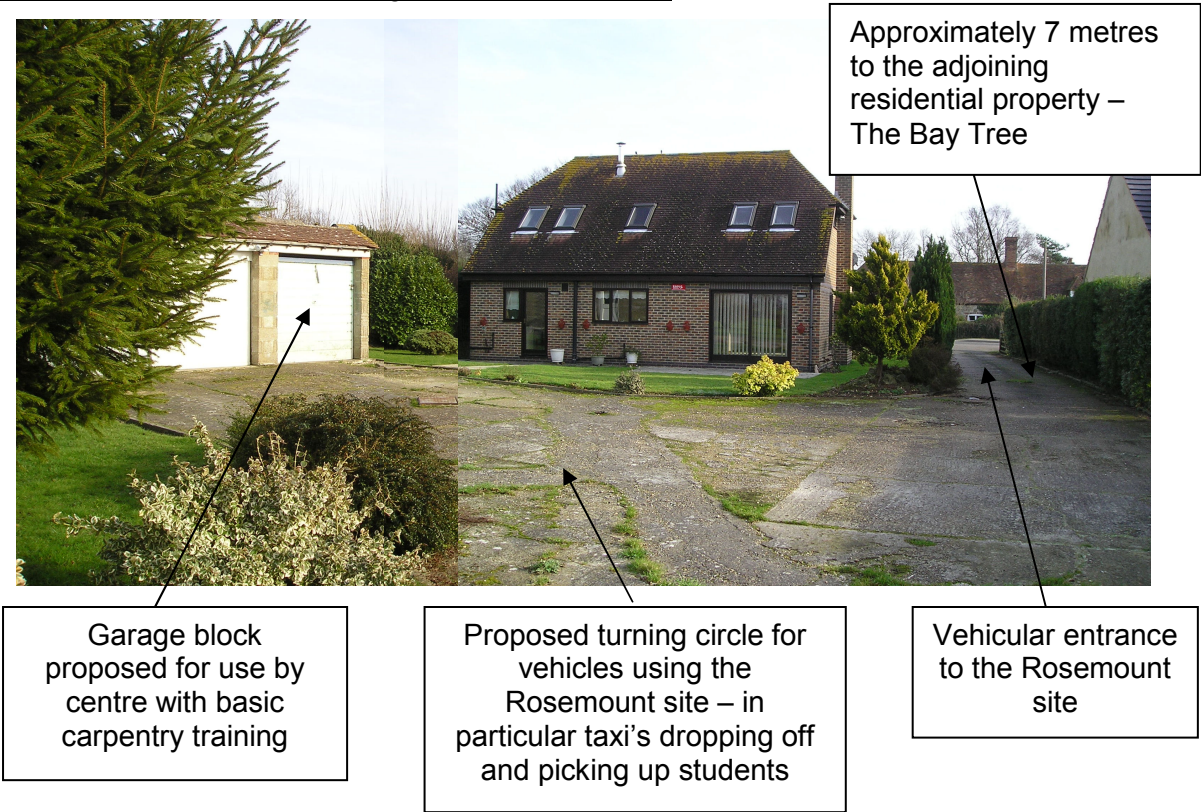 Approximately 7 metres
to the adjoining
residential property –
The Bay Tree
Garage block
proposed for use by
centre with basic
carpentry training
Proposed turning circle for
vehicles using the
Rosemount site – in
particular taxi's dropping off
and picking up students
Vehicular entrance
to the Rosemount
site